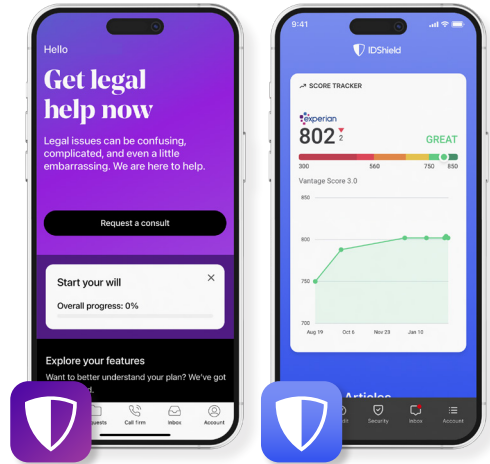 Hello
Get legal
help now
Legal issues can be confusing,
complicated, and even a little
embarrassing. We are here to help.
Request a consult
Start your will
Overall progress: 0%
Explore your features
Want to better understand your plan? We've got
Call firm
Inbox
Account
9:41
IDShield
SCORE TRACKER
experian
802 2
GREAT
300 560 750 850
Vantage Score 3.0
850
800
750
700
Aug 19 Oct 6 Nov 23 Jan 10
Articles
Security
Inbox
Account